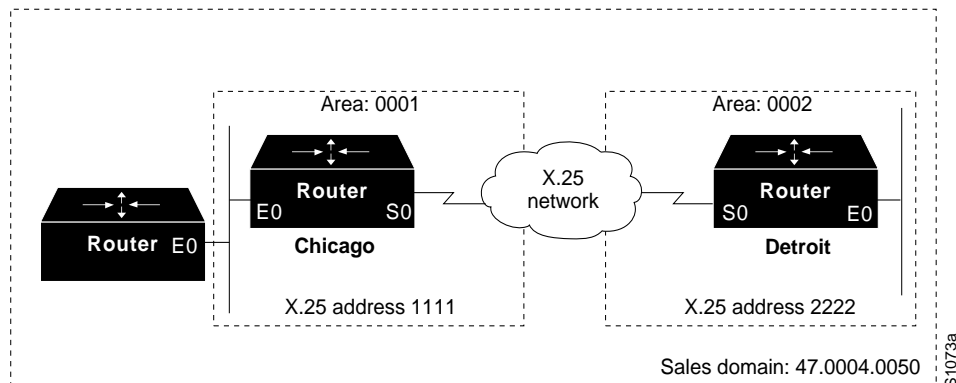 Area: 0001
Area: 0002
Router
E0
S0
Chicago
X.25
network
Router
S0
E0
Detroit
Router
E0
X.25 address 1111
X.25 address 2222
Sales domain: 47.0004.0050
S1073a